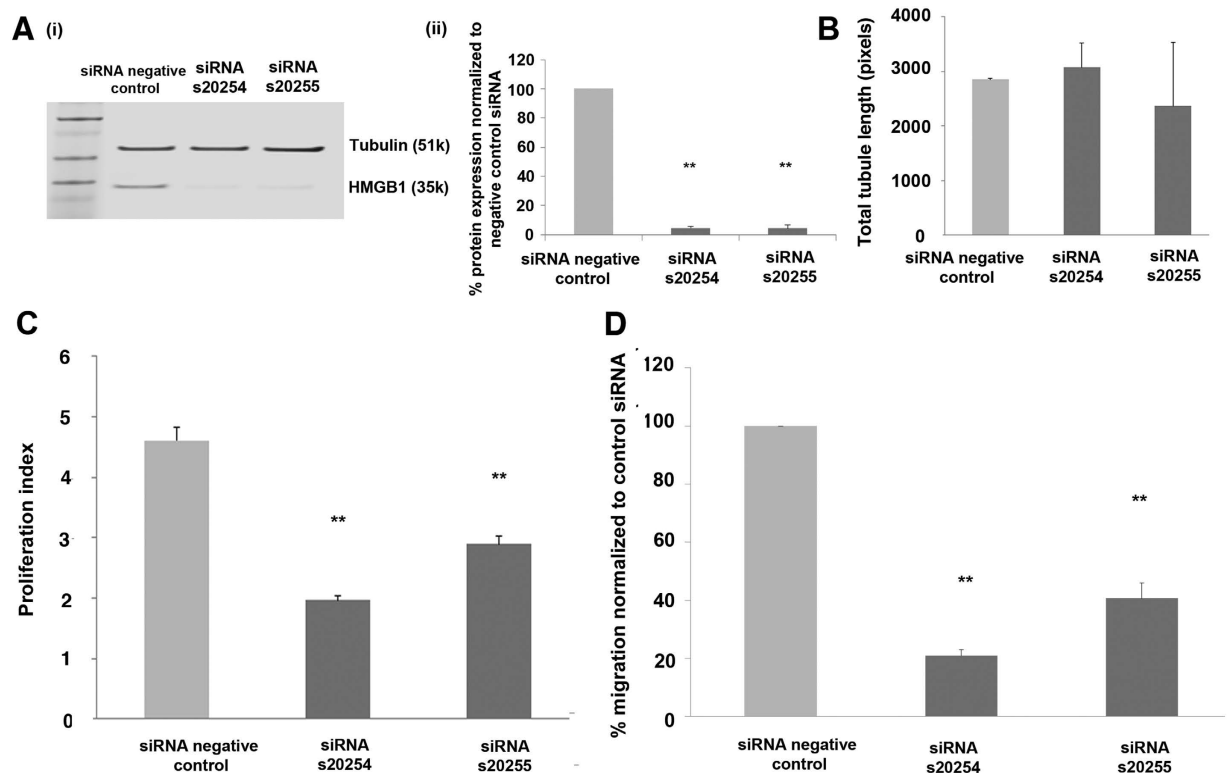 A (i)
siRNA negative
control
siRNA
s20254
siRNA
s20255
Tubulin (51k)
HMGB1 (35k)
(ii)
% protein expression normalized to
negative control siRNA
120
100
80
60
40
20
0
**
**
siRNA negative
control
siRNA
s20254
siRNA
s20255
B
Total tubule length (pixels)
4000
3000
2000
1000
0
siRNA negative
control
siRNA
s20254
siRNA
s20255
C
Proliferation index
6
5
4
3
2
1
0
**
**
siRNA negative
control
siRNA
s20254
siRNA
s20255
D
% migration normalized to control siRNA
120
100
80
60
40
20
0
**
**
siRNA negative
control
siRNA
s20254
siRNA
s20255